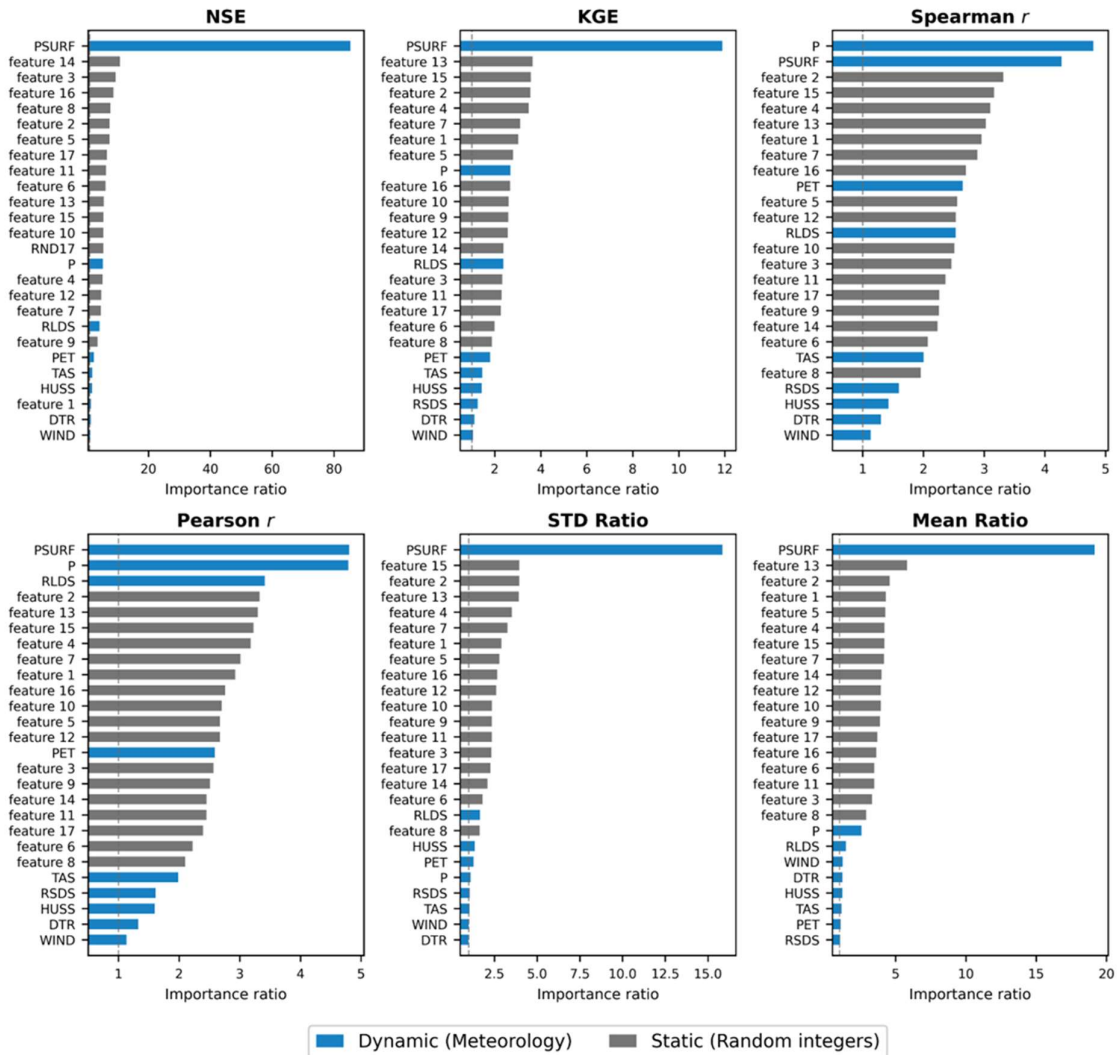 NSE
PSURF
feature 14
feature 3
feature 16
feature 8
feature 2
feature 5
feature 17
feature 11
feature 6
feature 13
feature 15
feature 10
RND17
P
feature 4
feature 12
feature 7
RLDS
feature 9
PET
TAS
HUSS
feature 1
DTR
WIND
20 40 60 80
Importance ratio
KGE
PSURF
feature 13
feature 15
feature 2
feature 4
feature 7
feature 1
feature 5
P
feature 16
feature 10
feature 9
feature 12
feature 14
RLDS
feature 3
feature 11
feature 17
feature 6
feature 8
PET
TAS
HUSS
RSDS
DTR
WIND
2 4 6 8 10 12
Importance ratio
Spearman r
P
PSURF
feature 2
feature 15
feature 4
feature 13
feature 1
feature 7
feature 16
PET
feature 5
feature 12
RLDS
feature 10
feature 3
feature 11
feature 17
feature 9
feature 14
feature 6
TAS
feature 8
RSDS
HUSS
DTR
WIND
1 2 3 4 5
Importance ratio
Pearson r
PSURF
P
RLDS
feature 2
feature 13
feature 15
feature 4
feature 7
feature 1
feature 16
feature 10
feature 5
feature 12
PET
feature 3
feature 9
feature 14
feature 11
feature 17
feature 6
feature 8
TAS
RSDS
HUSS
DTR
WIND
1 2 3 4 5
Importance ratio
STD Ratio
PSURF
feature 15
feature 2
feature 13
feature 4
feature 7
feature 1
feature 5
feature 16
feature 12
feature 10
feature 9
feature 11
feature 3
feature 17
feature 14
feature 6
RLDS
feature 8
HUSS
PET
P
RSDS
TAS
WIND
DTR
2.5 5.0 7.5 10.0 12.5 15.0
Importance ratio
Mean Ratio
PSURF
feature 13
feature 2
feature 1
feature 5
feature 4
feature 15
feature 7
feature 14
feature 12
feature 10
feature 9
feature 17
feature 16
feature 6
feature 11
feature 3
feature 8
P
RLDS
WIND
DTR
HUSS
TAS
PET
RSDS
5 10 15 20
Importance ratio
Dynamic (Meteorology) Static (Random integers)